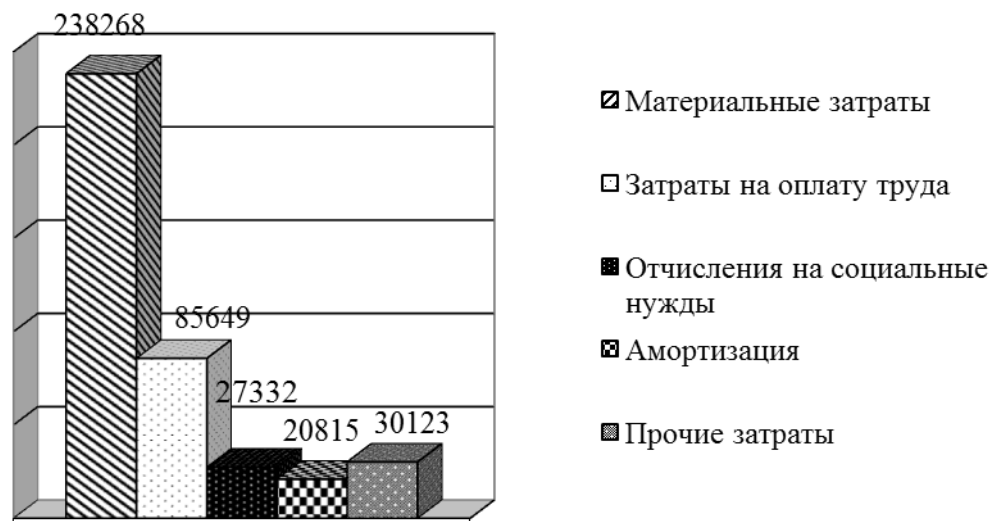 238268
85649
27332
20815
30123
Материальные затраты
Затраты на оплату труда
Отчисления на социальные
нужды
Амортизация
Прочие затраты